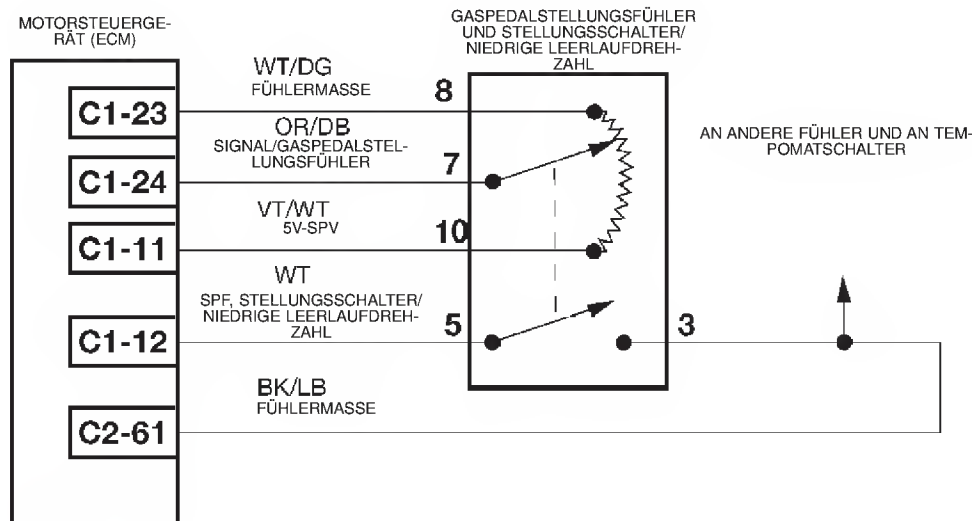 MOTORSTEUERGE-
RÄT (ECM)
GASPEDALSTELLUNGSFÜHLER
UND STELLUNGSSCHALTER/
NIEDRIGE LEERLAUFDREH-
ZAHL
C1-23
WT/DG
FÜHLERMASSE
8
C1-24
OR/DB
SIGNAL/GASPEDALSTEL-
LUNGSFÜHLER
7
AN ANDERE FÜHLER UND AN TEM-
POMATSCHALTER
C1-11
VT/WT
5V-SPV
10
C1-12
WT
SPF, STELLUNGSSCHALTER/
NIEDRIGE LEERLAUFDREH-
ZAHL
5
3
C2-61
BK/LB
FÜHLERMASSE